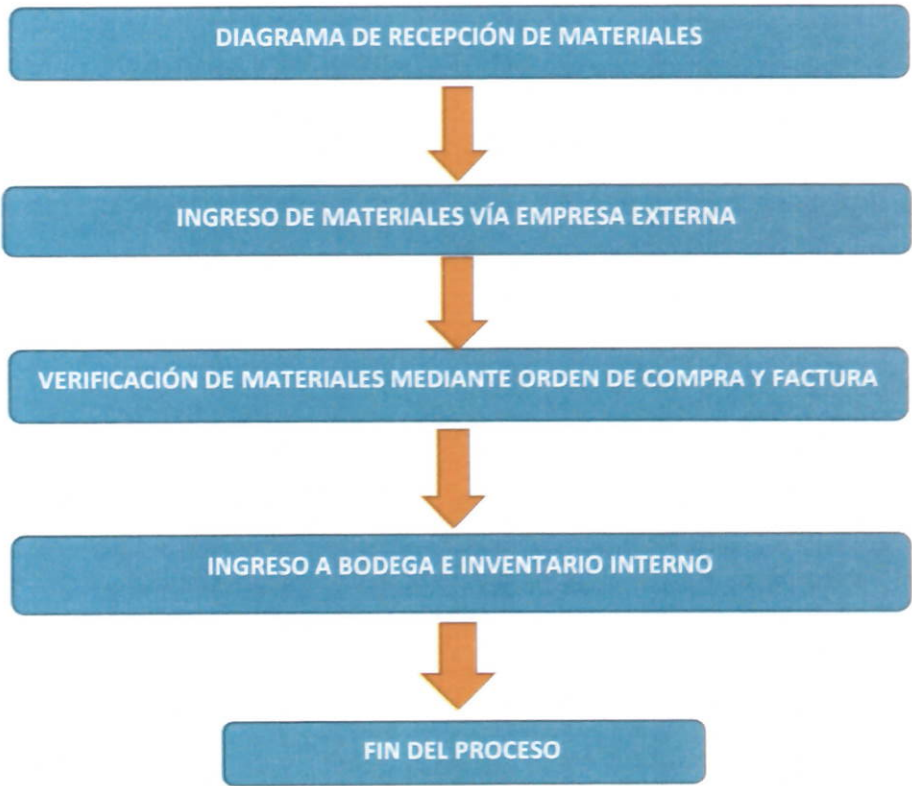 DIAGRAMA DE RECEPCIÓN DE MATERIALES
INGRESO DE MATERIALES VÍA EMPRESA EXTERNA
VERIFICACIÓN DE MATERIALES MEDIANTE ORDEN DE COMPRA Y FACTURA
INGRESO A BODEGA E INVENTARIO INTERNO
FIN DEL PROCESO